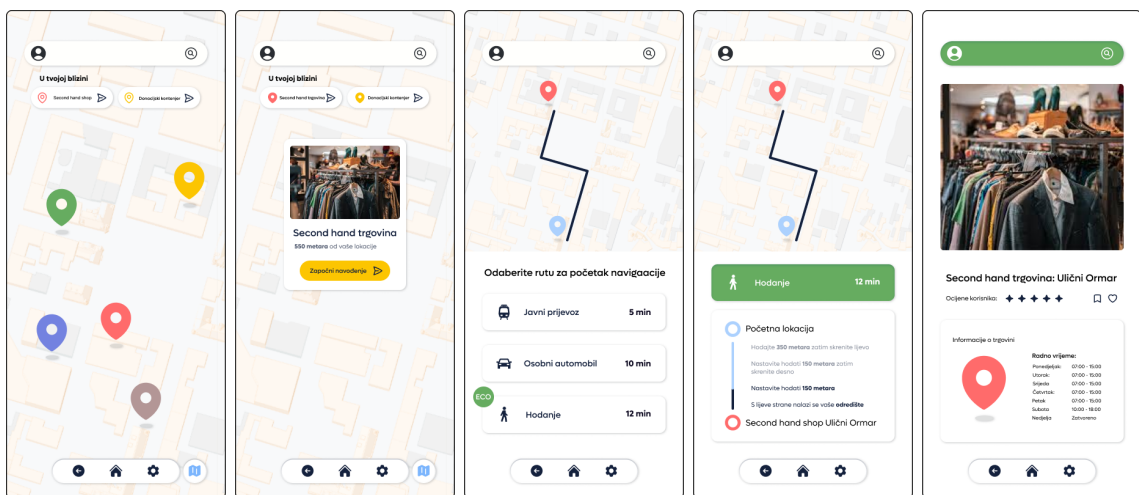 U tvojoj blizini
Second hand shop
Donacijski kontenjer
U tvojoj blizini
Second hand trgovina
Donacijski kontenjer
Second hand trgovina
550 metara od vaše lokacije
Započni navođenje
Odaberite rutu za početak navigaacije
Javni prijevoz 5 min
Osobni automobil 10 min
ECO
Hodanje 12 min
Hodanje 12 min
Početna lokacija
Hodajte 350 metara zatim skrenite lijevo
Nastavite hodati 150 metara zatim
skrenite desno
Nastavite hodati 150 metara
S lijeve strane nalazi se vaše odredište
Second hand shop Ulični Ormar
Second hand trgovina: Ulični Ormar
Ocijene korisnika:
Informacije o trgovini
Radno vrijeme:
Ponedjeljak: 07:00 - 15:00
Utorak: 07:00 - 15:00
Srijeda 07:00 - 15:00
Četvrtak: 07:00 - 15:00
Petak 07:00 - 15:00
Subota 10:00 - 18:00
Nedjelja Zatvoreno